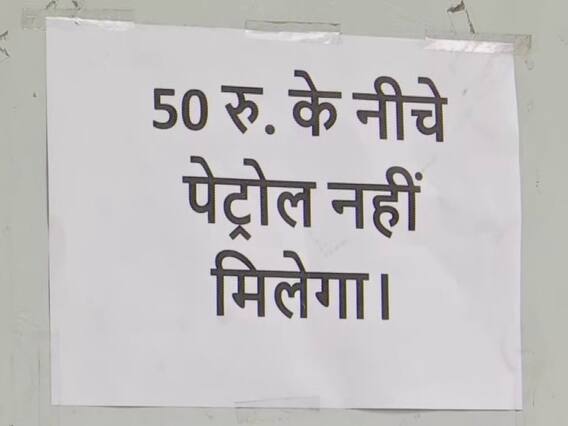 50 रु. के नीचे
पेट्रोल नहीं
मिलेगा।